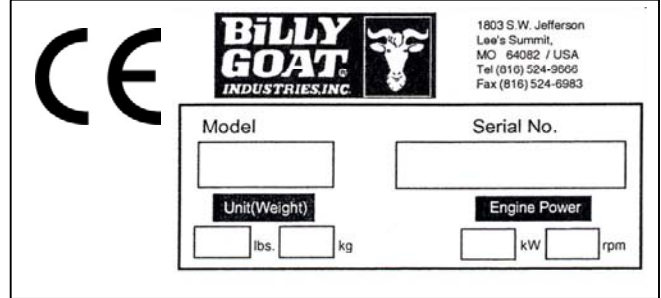 CE
BiLLY
GOAT®
INDUSTRIES,INC.
1803 S.W. Jefferson
Lee's Summit,
MO 64082 / USA
Tel (816) 524-9666
Fax (816) 524-6983
Model
Serial No.
Unit(Weight)
Engine Power
lbs.
kg
kW
rpm